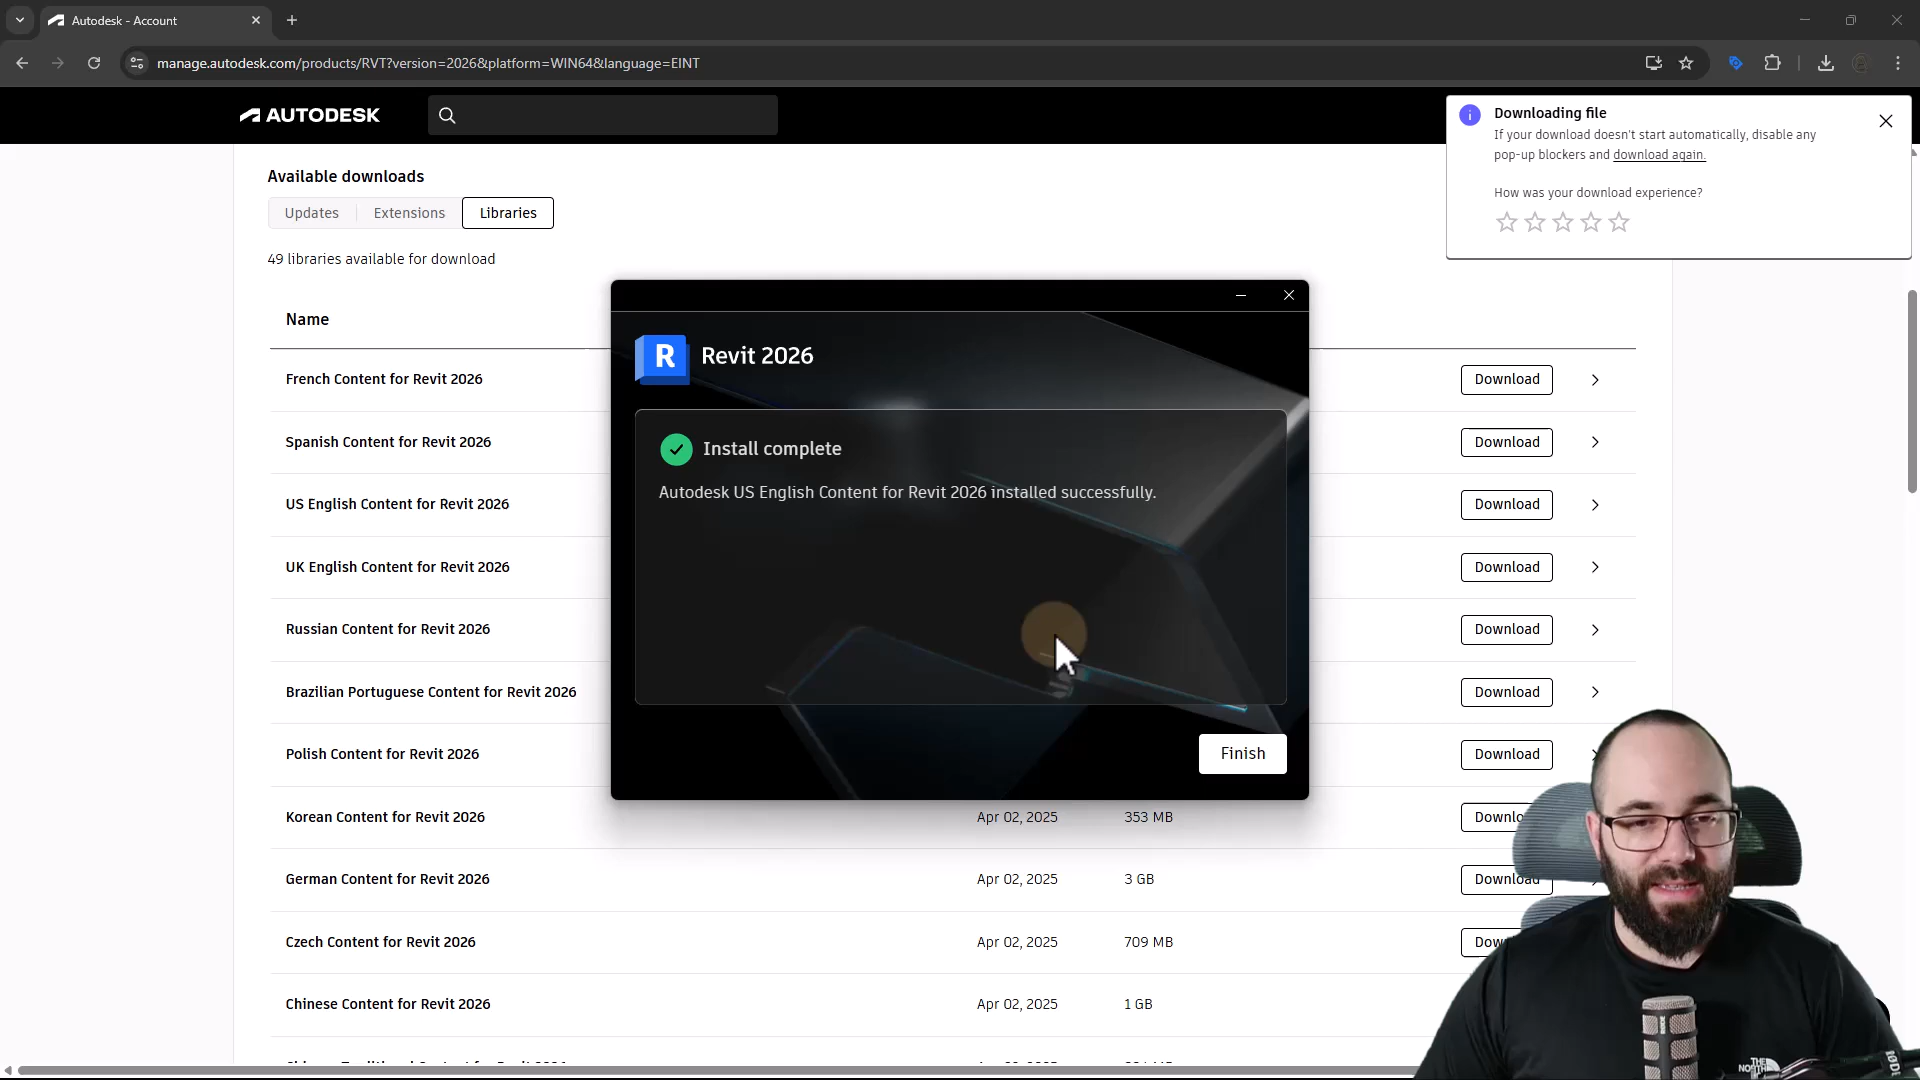 Autodesk - Account
manage.autodesk.com/products/RVT?version=2026&platform=WIN64&language=EINT
AUTODESK
Downloading file
If your download doesn't start automatically, disable any
pop-up blockers and download again.
How was your download experience?
Available downloads
Updates
Extensions
Libraries
49 libraries available for download
Name
French Content for Revit 2026
Download
Spanish Content for Revit 2026
Download
US English Content for Revit 2026
Download
UK English Content for Revit 2026
Download
Russian Content for Revit 2026
Download
Brazilian Portuguese Content for Revit 2026
Download
Polish Content for Revit 2026
Download
R
Revit 2026
Install complete
Autodesk US English Content for Revit 2026 installed successfully.
Finish
Korean Content for Revit 2026
Apr 02, 2025
353 MB
Downlo
German Content for Revit 2026
Apr 02, 2025
3 GB
Download
Czech Content for Revit 2026
Apr 02, 2025
709 MB
Dow
Chinese Content for Revit 2026
Apr 02, 2025
1 GB
THE
NORTH